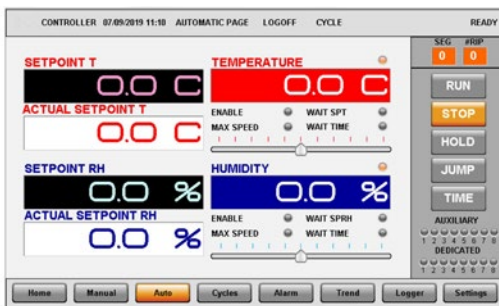 CONTROLLER 07/09/2019 11:10 AUTOMATIC PAGE LOGOFF CYCLE READY
SEG #RIP
0 0
SETPOINT T
0.0 C
TEMPERATURE
0.0 C
ACTUAL SETPOINT T
0.0 C
ENABLE WAIT SPT
MAX SPEED WAIT TIME
SETPOINT RH
0.0 %
HUMIDITY
0.0 %
ACTUAL SETPOINT RH
0.0 %
ENABLE WAIT SPRH
MAX SPEED WAIT TIME
RUN
STOP
HOLD
JUMP
TIME
AUXILIARY
1 2 3 4 5 6 7 8
DEDICATED
1 2 3 4 5 6 7 8
Home Manual Auto Cycles Alarm Trend Logger Settings